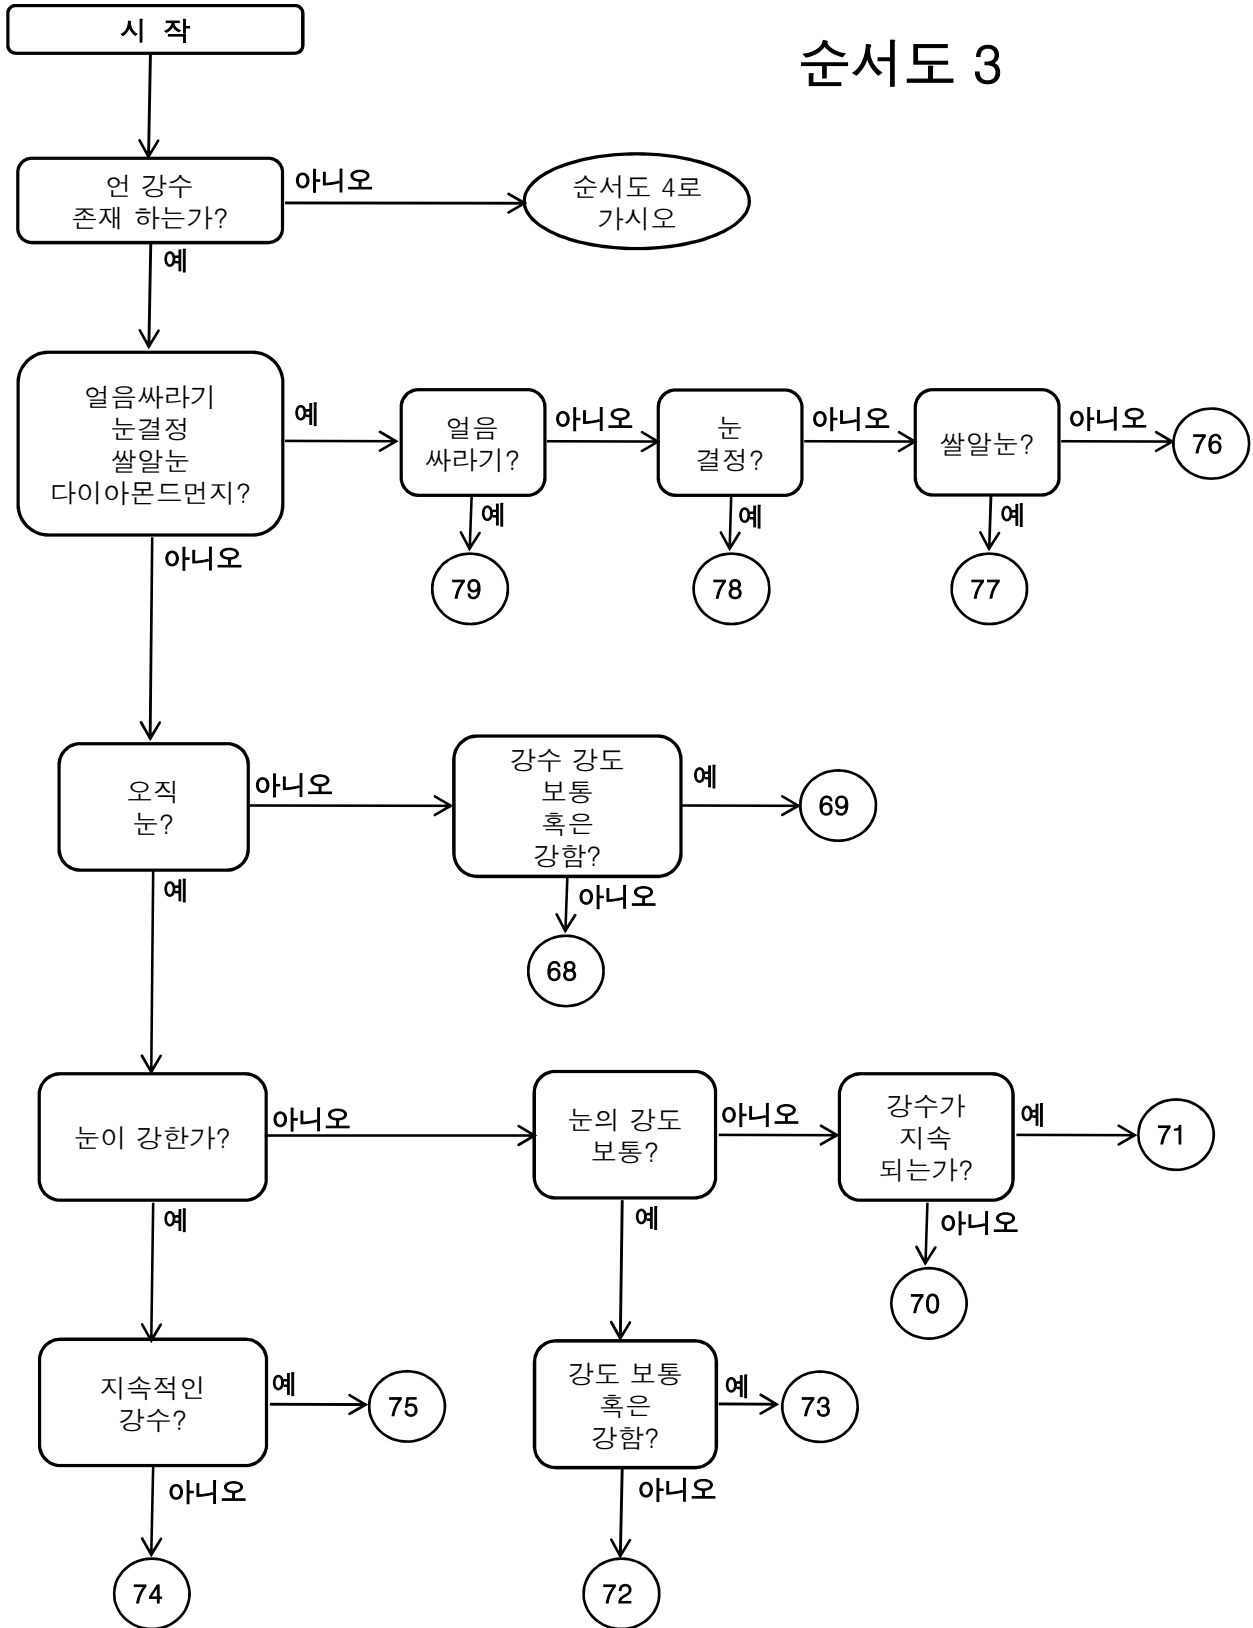 시 작
순서도 3
언 강수
존재 하는가?
아니오
순서도 4로
가시오
예
얼음싸라기
눈결정
쌀알눈
다이아몬드먼지?
예
얼음
싸라기?
아니오
눈
결정?
아니오
쌀알눈?
아니오
76
예
79
예
78
예
77
아니오
오직
눈?
아니오
강수 강도
보통
혹은
강함?
예
69
아니오
68
예
눈이 강한가?
아니오
눈의 강도
보통?
아니오
강수가
지속
되는가?
예
71
아니오
70
예
예
지속적인
강수?
예
75
강도 보통
혹은
강함?
예
73
아니오
74
아니오
72